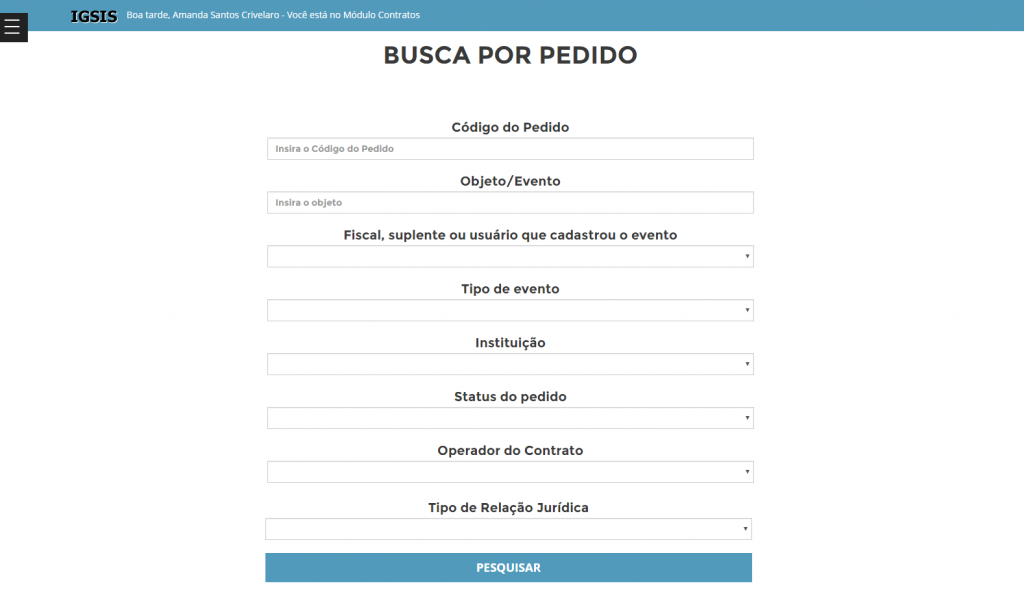 IGSIS Boa tarde, Amanda Santos Crivelaro - Você está no Módulo Contratos
BUSCA POR PEDIDO
Código do Pedido
Insira o Código do Pedido
Objeto/Evento
Insira o objeto
Fiscal, suplente ou usuário que cadastrou o evento
Tipo de evento
Instituição
Status do pedido
Operador do Contrato
Tipo de Relação Jurídica
PESQUISAR